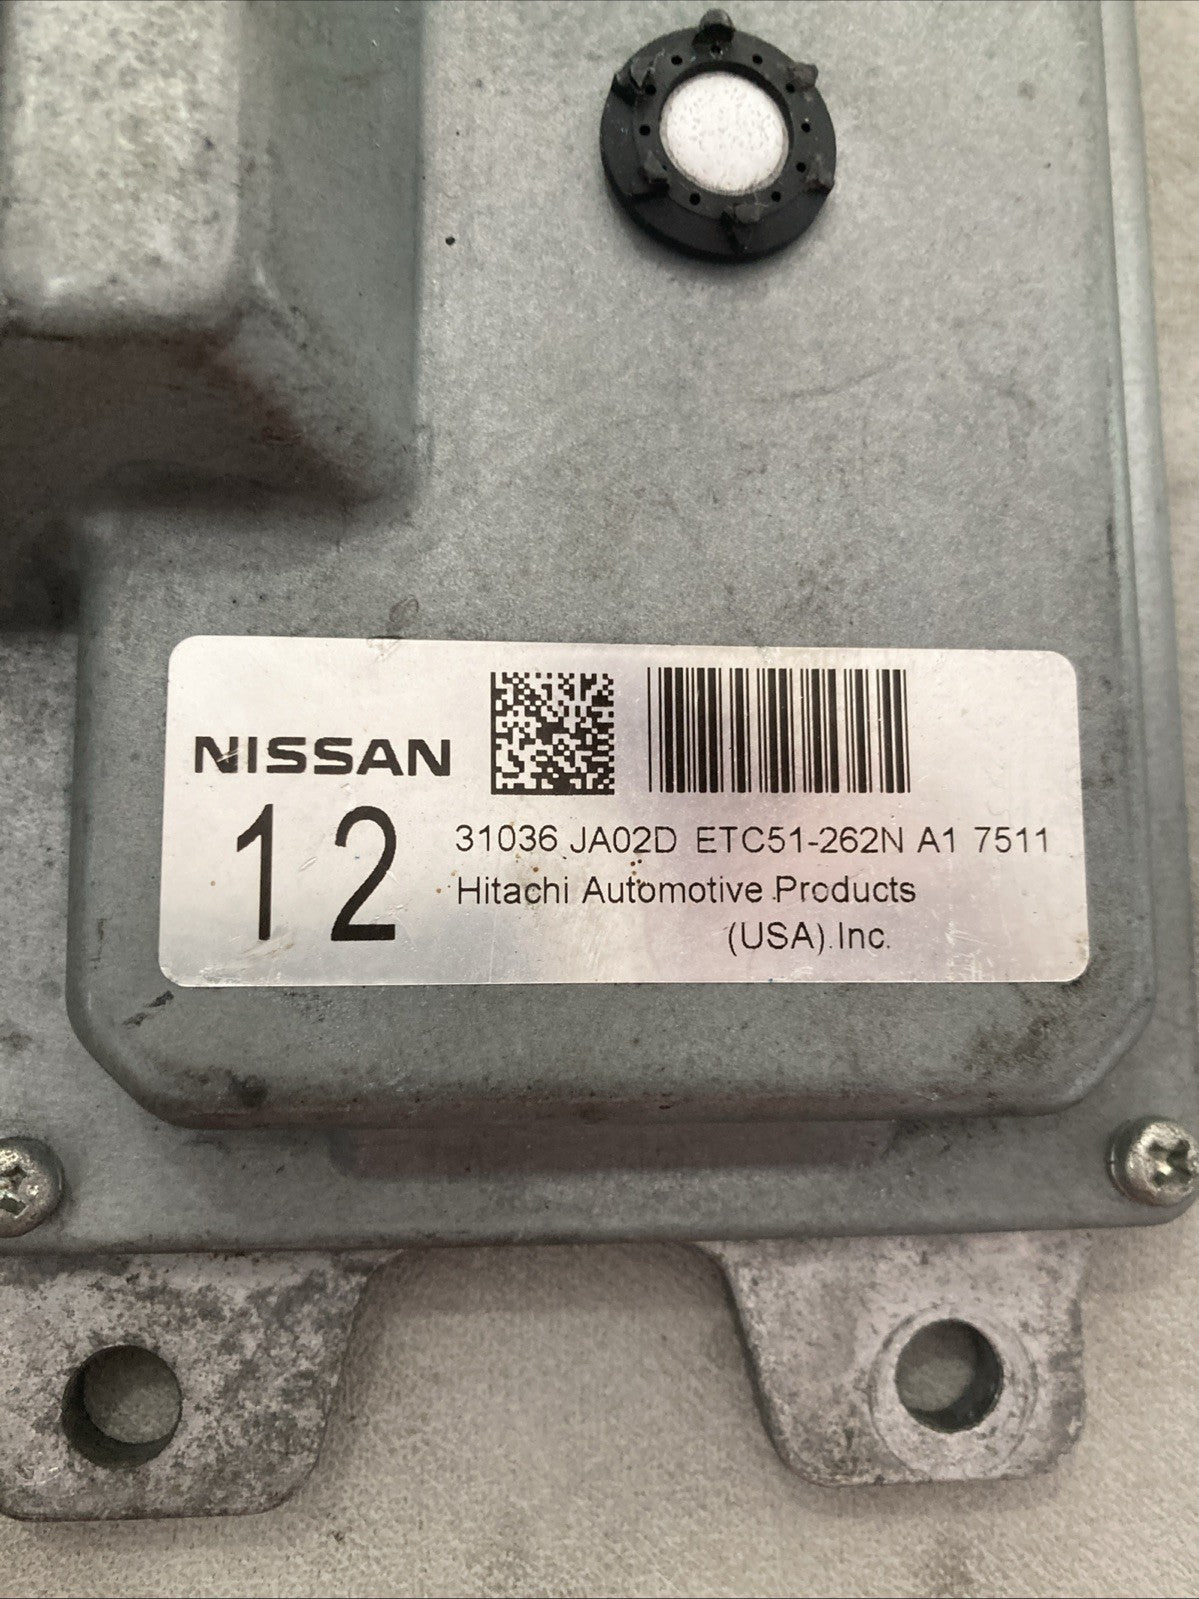 NISSAN
12
31036 JA02D ETC51-262N A1 7511
Hitachi Automotive Products
(USA).Inc.